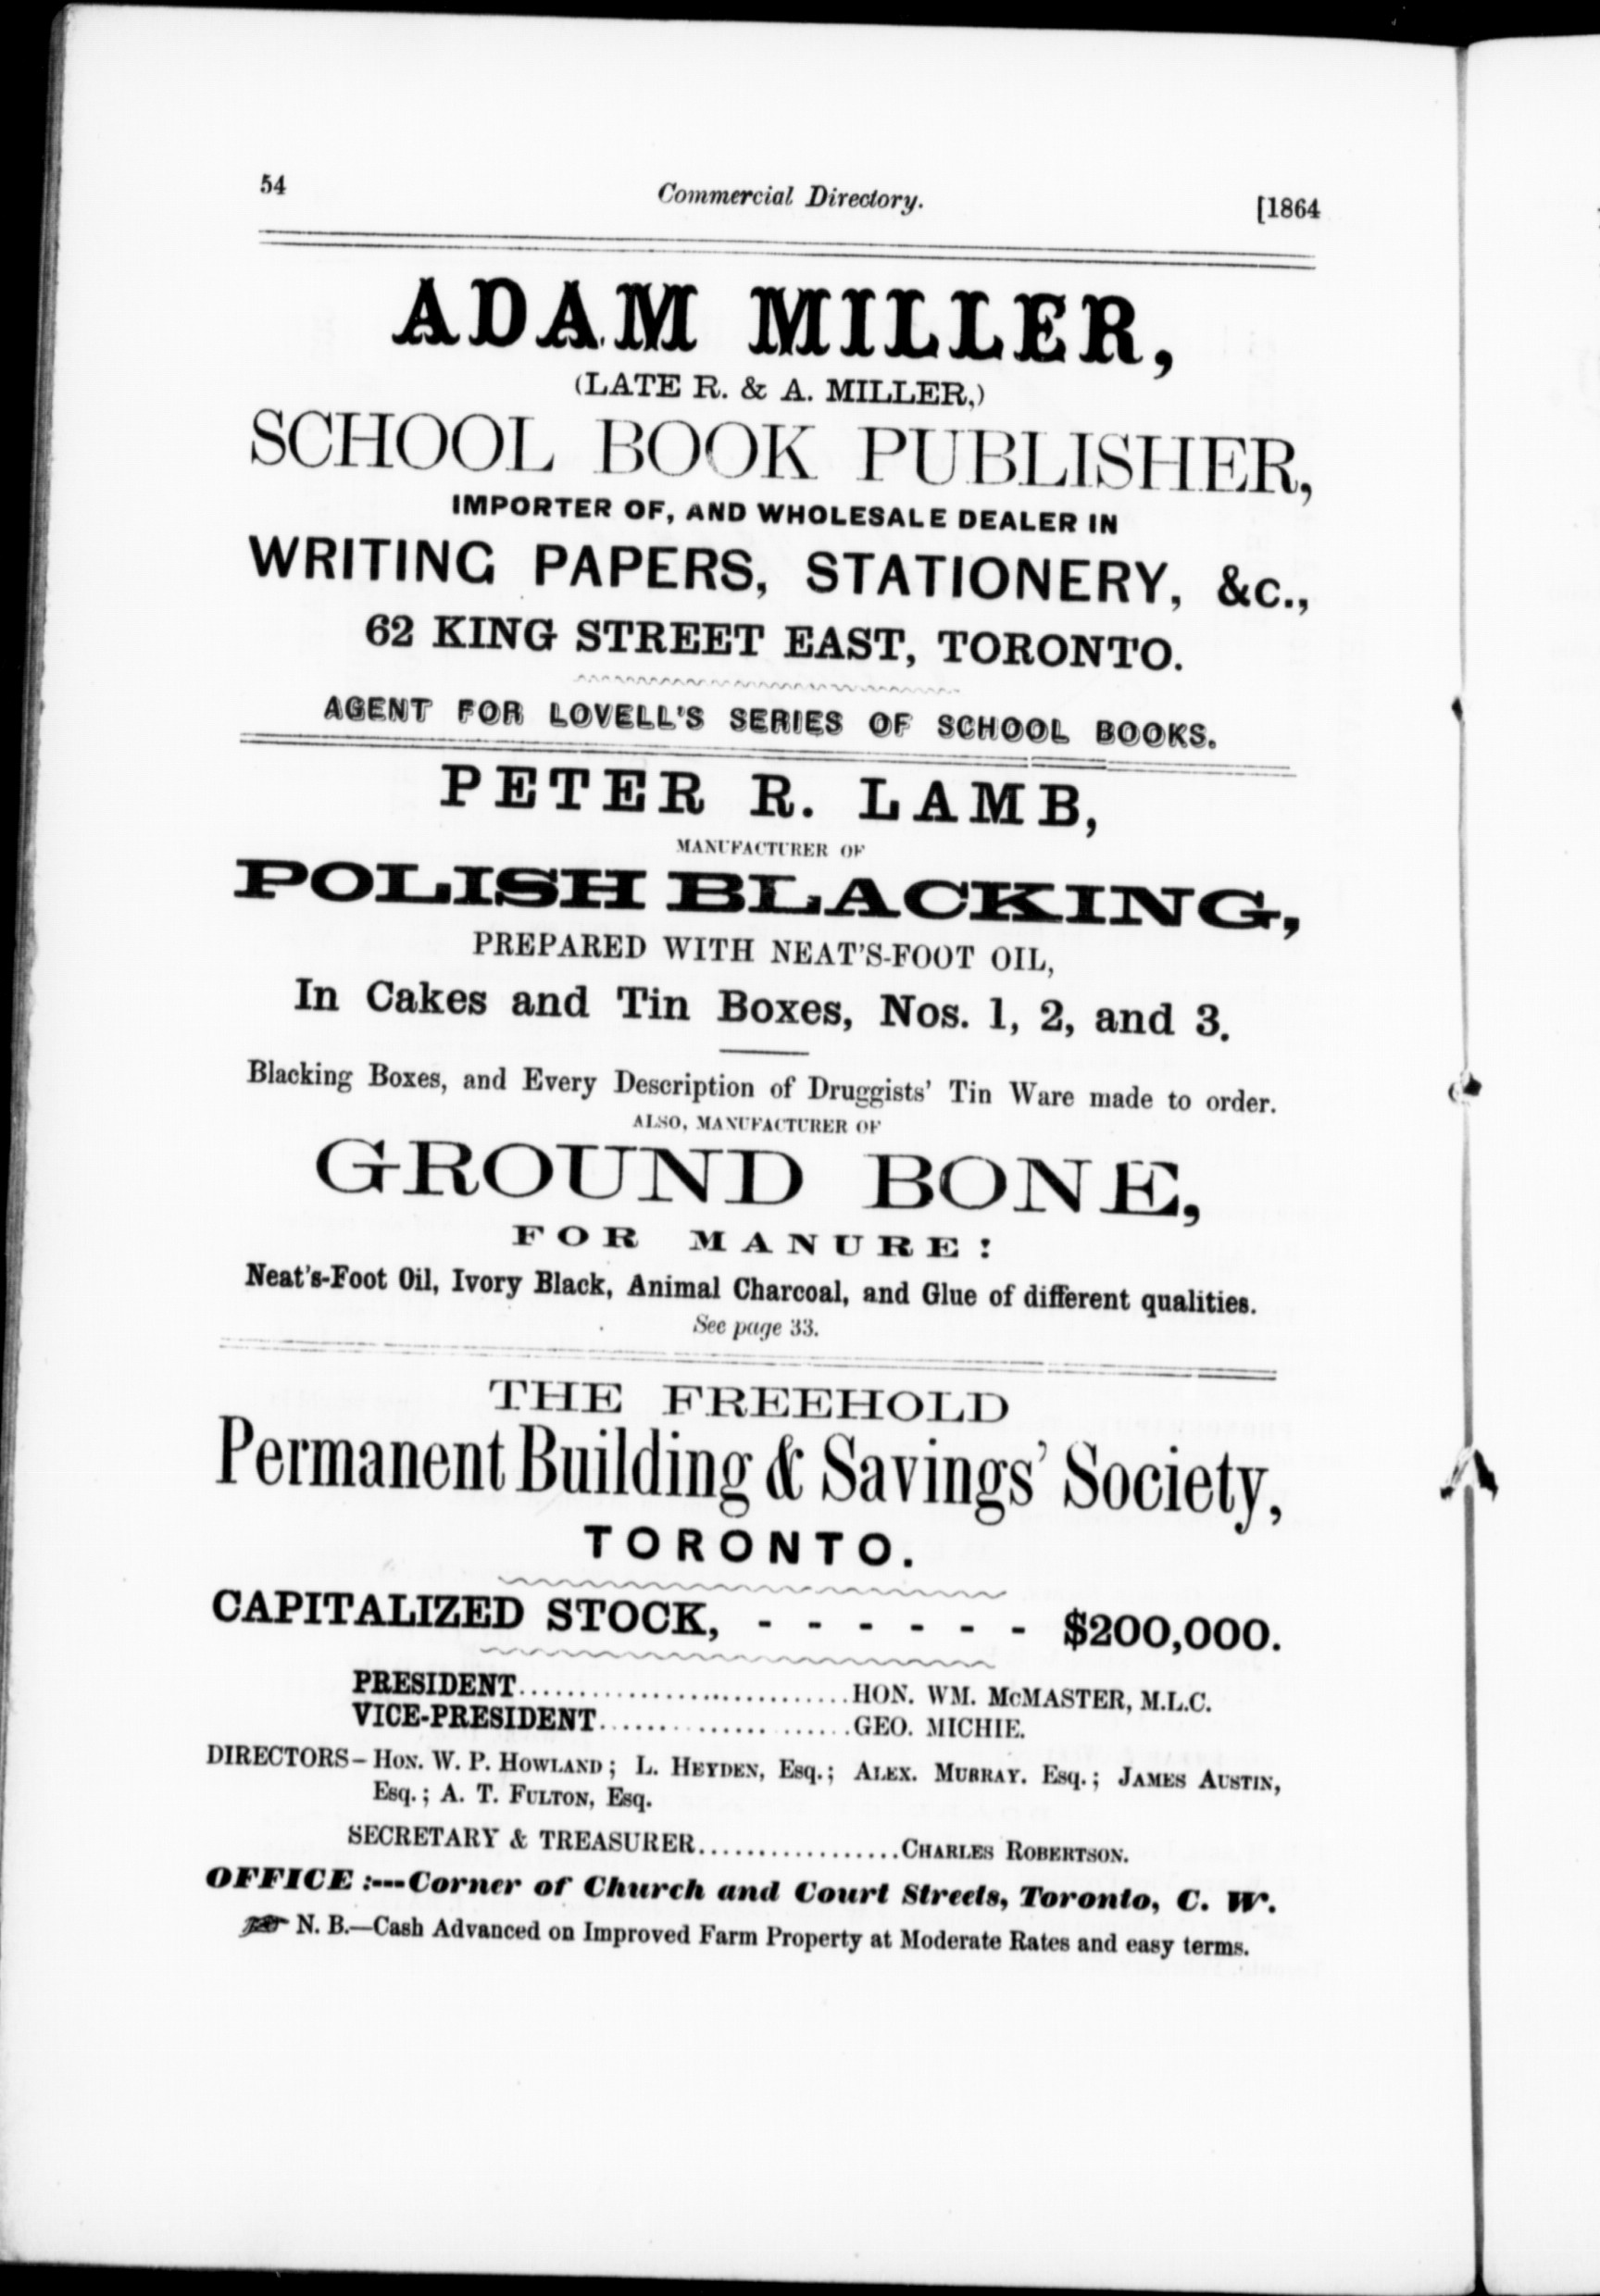 54 Commercial Directory. [1864
ADAM MILLER,
(LATE R. & A. MILLER,)
SCHOOL BOOK PUBLISHER,
IMPORTER OF, AND WHOLESALE DEALER IN
WRITING PAPERS, STATIONERY, &c.,
62 KING STREET EAST, TORONTO.
AGENT FOR LOVELL'S SERIES OF SCHOOL BOOKS.
PETER R. LAMB,
MANUFACTURER OF
POLISH BLACKING,
PREPARED WITH NEAT'S-FOOT OIL,
In Cakes and Tin Boxes, Nos. 1, 2, and 3.
Blacking Boxes, and Every Description of Druggists' Tin Ware made to order.
ALSO, MANUFACTURER OF
GROUND BONE,
FOR MANURE:
Neat's-Foot Oil, Ivory Black, Animal Charcoal, and Glue of different qualities.
See page 33.
THE FREEHOLD
Permanent Building & Savings' Society,
TORONTO.
CAPITALIZED STOCK, - - - - - - $200,000.
PRESIDENT................................HON. WM. McMASTER, M.L.C.
VICE-PRESIDENT........................GEO. MICHIE.
DIRECTORS—HON. W. P. HOWLAND; L. HEYDEN, Esq.; ALEX. MURRAY. Esq.; JAMES AUSTIN,
Esq.; A. T. FULTON, Esq.
SECRETARY & TREASURER..................CHARLES ROBERTSON.
OFFICE:---Corner of Church and Court Streets, Toronto, C. W.
☞ N. B.—Cash Advanced on Improved Farm Property at Moderate Rates and easy terms.